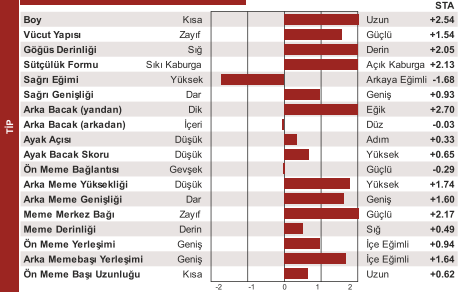 STA
Boy Kısa Uzun +2.54
Vücut Yapısı Zayıf Güçlü +1.54
Göğüs Derinliği Sığ Derin +2.05
Sütçülük Formu Sıkı Kaburga Açık Kaburga +2.13
Sağrı Eğimi Yüksek Arkaya Eğimli -1.68
Sağrı Genişliği Dar Geniş +0.93
Arka Bacak (yandan) Dik Eğik +2.70
Arka Bacak (arkadan) İçeri Düz -0.03
Ayak Açısı Düşük Adım +0.33
Ayak Bacak Skoru Düşük Yüksek +0.65
Ön Meme Bağlantısı Gevşek Güçlü -0.29
Arka Meme Yüksekliği Düşük Yüksek +1.74
Arka Meme Genişliği Dar Geniş +1.60
Meme Merkez Bağı Zayıf Güçlü +2.17
Meme Derinliği Derin Sığ +0.49
Ön Meme Yerleşimi Geniş İçe Eğimli +0.94
Arka Memebaşı Yerleşimi Geniş İçe Eğimli +1.64
Ön Meme Başı Uzunluğu Kısa Uzun +0.62
-2 -1 0 1 2
TİP